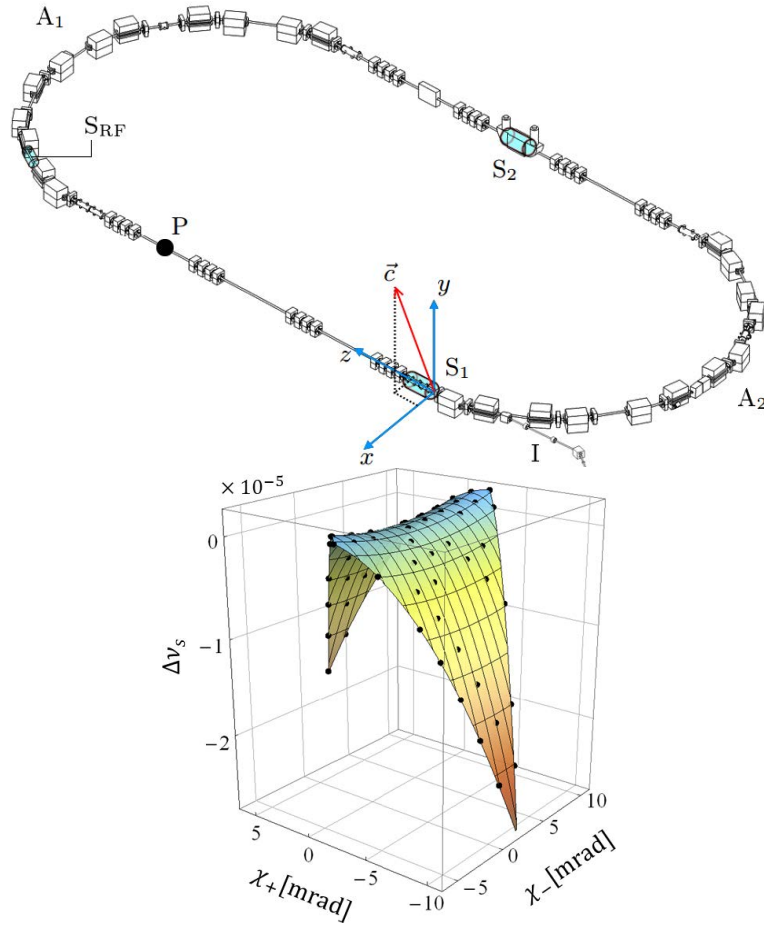 A₁
S_RF
S₂
P
c⃗
y
z
S₁
A₂
x
I
× 10⁻⁵
0
−1
−2
Δν_s
5
0
−5
−10
χ₊[mrad]
10
5
0
−5
χ₋[mrad]